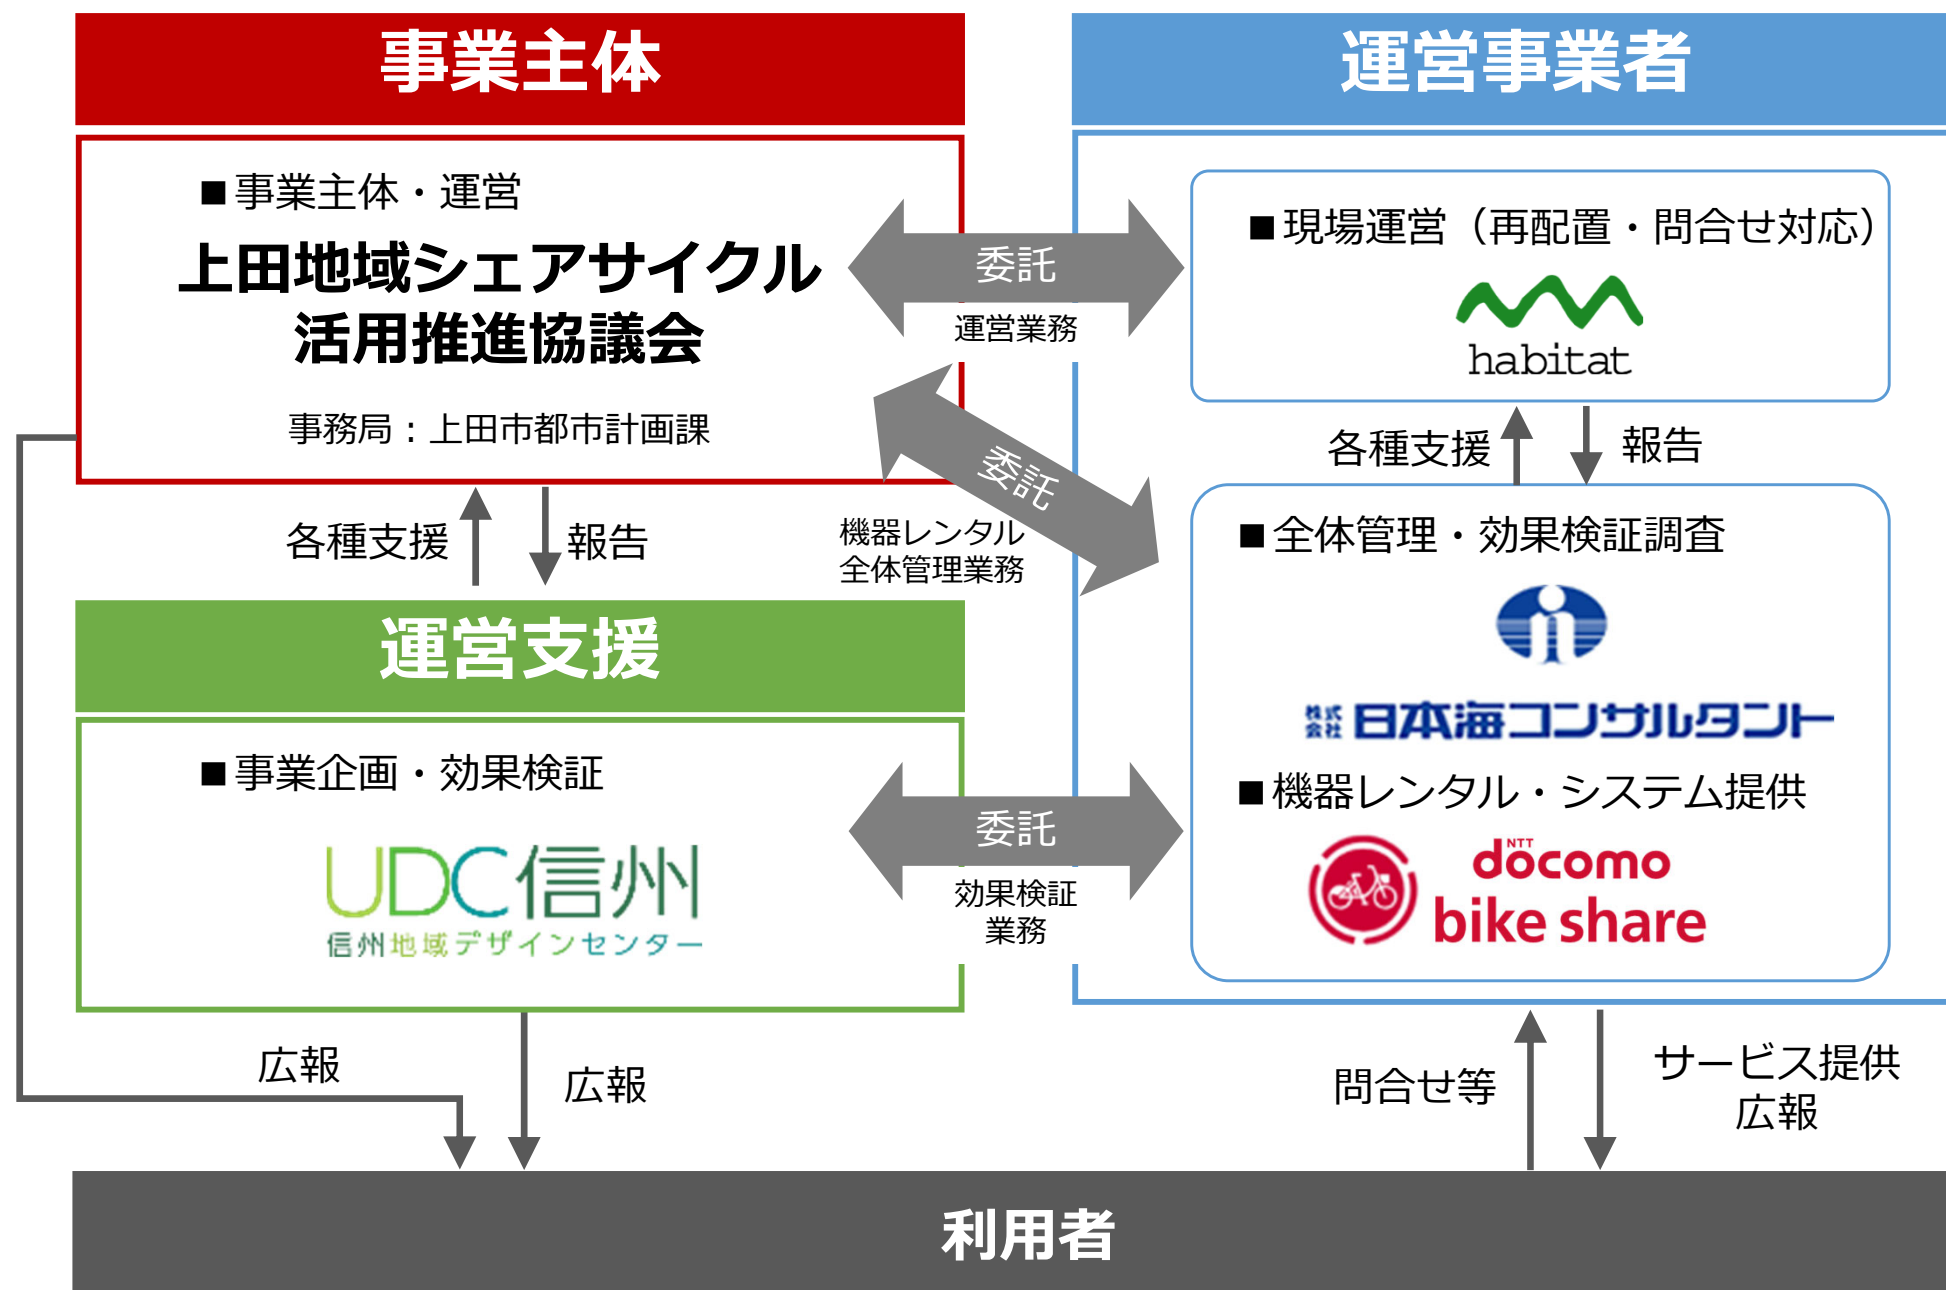 事業主体
■事業主体・運営
上田地域シェアサイクル
活用推進協議会
事務局：上田市都市計画課
運営事業者
■現場運営（再配置・問合せ対応）
habitat
各種支援
報告
■全体管理・効果検証調査
株式会社 日本海コンサルタント
■機器レンタル・システム提供
NTT
docomo
bike share
委託
運営業務
委託
機器レンタル
全体管理業務
各種支援
報告
運営支援
■事業企画・効果検証
UDC信州
信州地域デザインセンター
委託
効果検証
業務
広報
広報
問合せ等
サービス提供
広報
利用者